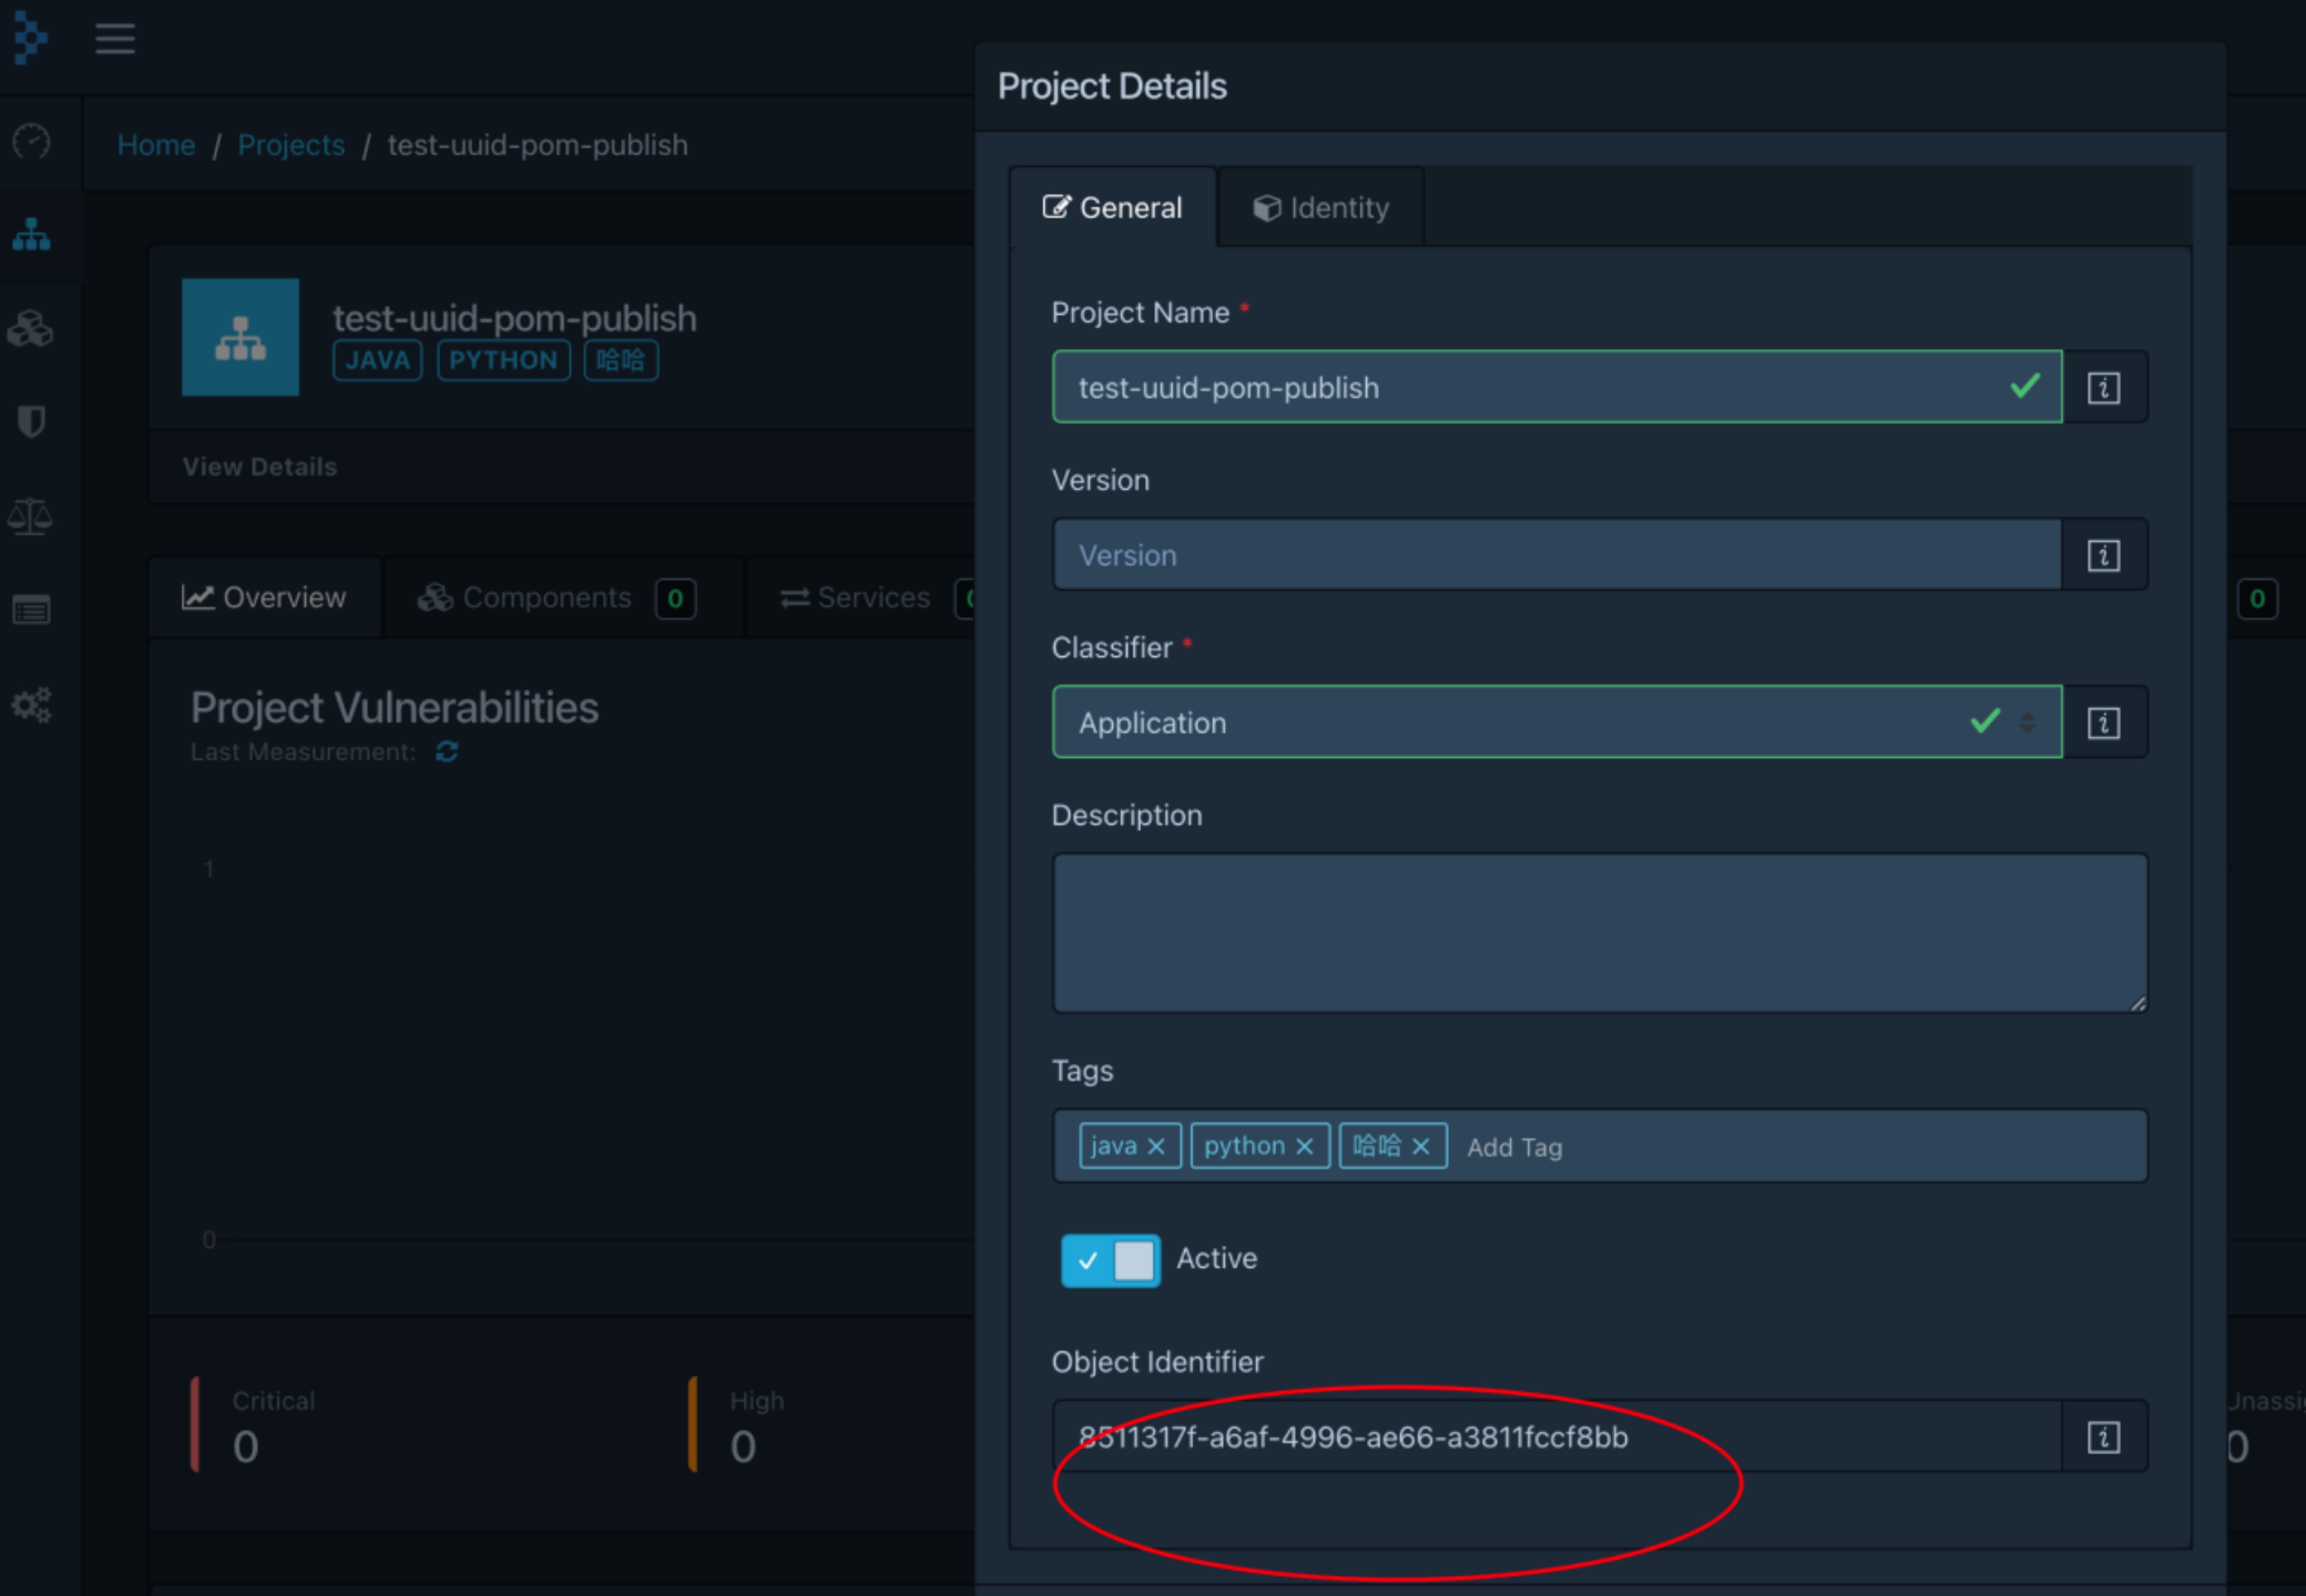 Home / Projects / test-uuid-pom-publish
test-uuid-pom-publish
JAVA PYTHON 哈哈
View Details
Overview Components 0 Services
Project Vulnerabilities
Last Measurement:
1
0
Critical
0
High
0
Project Details
General Identity
Project Name *
test-uuid-pom-publish
Version
Version
Classifier *
Application
Description
Tags
java × python × 哈哈 × Add Tag
Active
Object Identifier
8511317f-a6af-4996-ae66-a3811fccf8bb
0
0